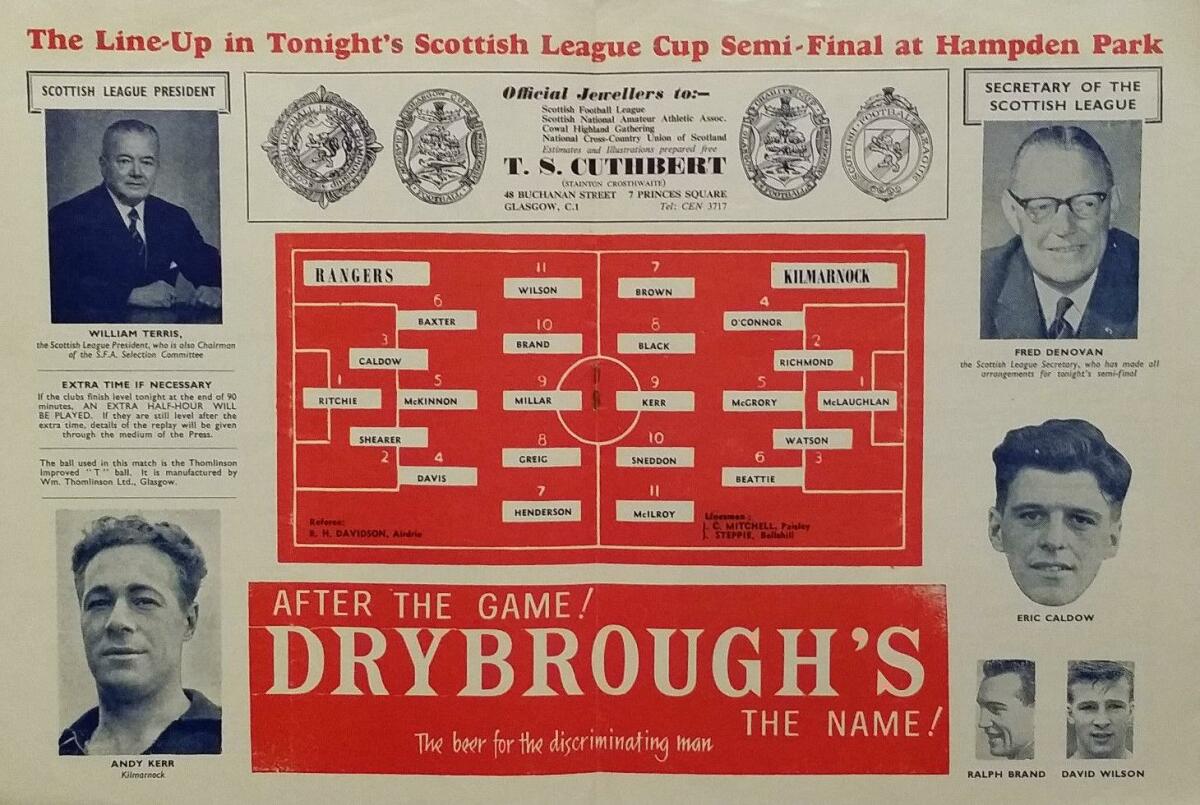 The Line-Up in Tonight's Scottish League Cup Semi-Final at Hampden Park
SCOTTISH LEAGUE PRESIDENT
WILLIAM TERRIS,
the Scottish League President, who is also Chairman
of the S.F.A. Selection Committee
EXTRA TIME IF NECESSARY
If the clubs finish level tonight at the end of 90
minutes, AN EXTRA HALF-HOUR WILL
BE PLAYED. If they are still level after the
extra time, details of the replay will be given
through the medium of the Press.
The ball used in this match is the Thomlinson
Improved "T" ball. It is manufactured by
Wm. Thomlinson Ltd., Glasgow.
ANDY KERR
Kilmarnock
Official Jewellers to:—
Scottish Football League
Scottish National Amateur Athletic Assoc.
Cowal Highland Gathering
National Cross-Country Union of Scotland
Estimates and Illustrations prepared free
T. S. CUTHBERT
(STAINTON CROSTHWAITE)
48 BUCHANAN STREET 7 PRINCES SQUARE
GLASGOW, C.1 Tel: CEN 3717
SCOTTISH FOOTBALL LEAGUE
RANGERS
KILMARNOCK
11
WILSON
7
BROWN
6
BAXTER
4
O'CONNOR
10
BRAND
8
BLACK
3
CALDOW
2
RICHMOND
1
RITCHIE
5
McKINNON
9
MILLAR
9
KERR
5
McGRORY
1
McLAUGHLAN
SHEARER
2
8
GREIG
10
SNEDDON
WATSON
3
4
DAVIS
6
BEATTIE
7
HENDERSON
11
McILROY
Referee:
R. H. DAVIDSON, Airdrie
Linesmen:
J. C. MITCHELL, Paisley
J. STEPPIE, Bellshill
AFTER THE GAME!
DRYBROUGH'S
THE NAME!
The beer for the discriminating man
SECRETARY OF THE
SCOTTISH LEAGUE
FRED DENOVAN
the Scottish League Secretary, who has made all
arrangements for tonight's semi-final
ERIC CALDOW
RALPH BRAND
DAVID WILSON